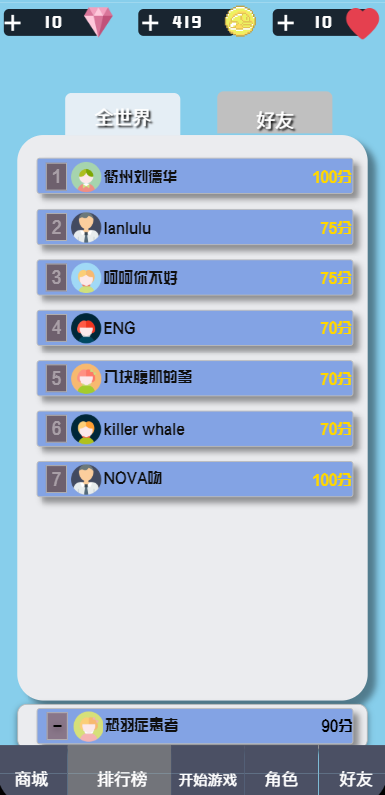 10 419 10
全世界 好友
1 衢州刘德华 100分
2 lanlulu 75分
3 呵呵你不好 75分
4 ENG 70分
5 八块腹肌的爹 70分
6 killer whale 70分
7 NOVA吻 100分
- 恐羽症患者 90分
商城 排行榜 开始游戏 角色 好友